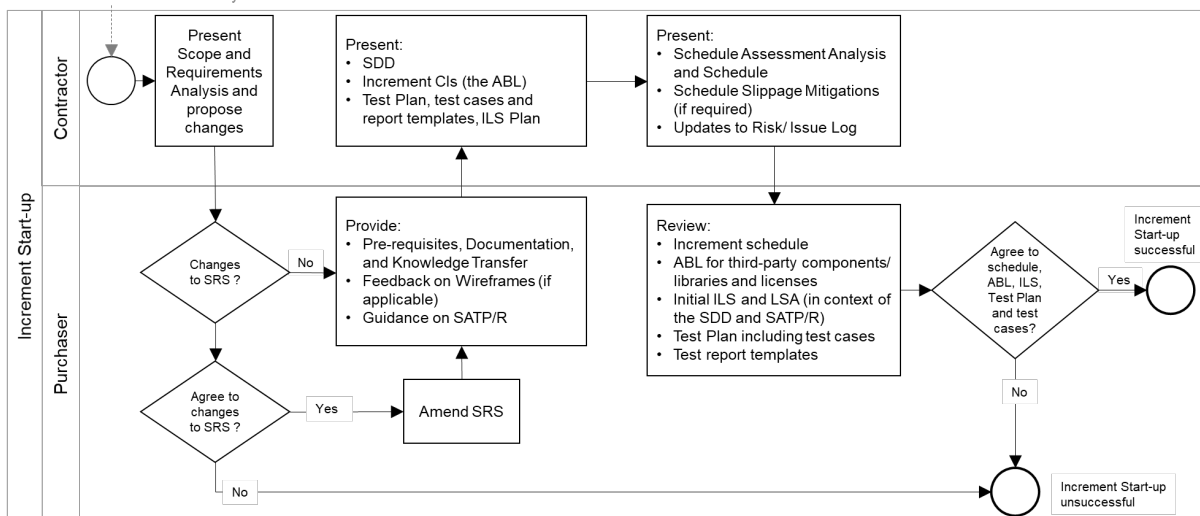 Increment Start-up
Contractor
Purchaser
Present
Scope and
Requirements
Analysis and
propose
changes
Present:
• SDD
• Increment CIs (the ABL)
• Test Plan, test cases and
report templates, ILS Plan
Present:
• Schedule Assessment Analysis
and Schedule
• Schedule Slippage Mitigations
(if required)
• Updates to Risk/ Issue Log
Changes
to SRS ?
No
Provide:
• Pre-requisites, Documentation,
and Knowledge Transfer
• Feedback on Wireframes (if
applicable)
• Guidance on SATP/R
Review:
• Increment schedule
• ABL for third-party components/
libraries and licenses
• Initial ILS and LSA (in context of
the SDD and SATP/R)
• Test Plan including test cases
• Test report templates
Agree to
schedule,
ABL, ILS,
Test Plan
and test
cases?
Yes
Increment
Start-up
successful
No
Agree to
changes
to SRS ?
Yes
Amend SRS
No
Increment Start-up
unsuccessful